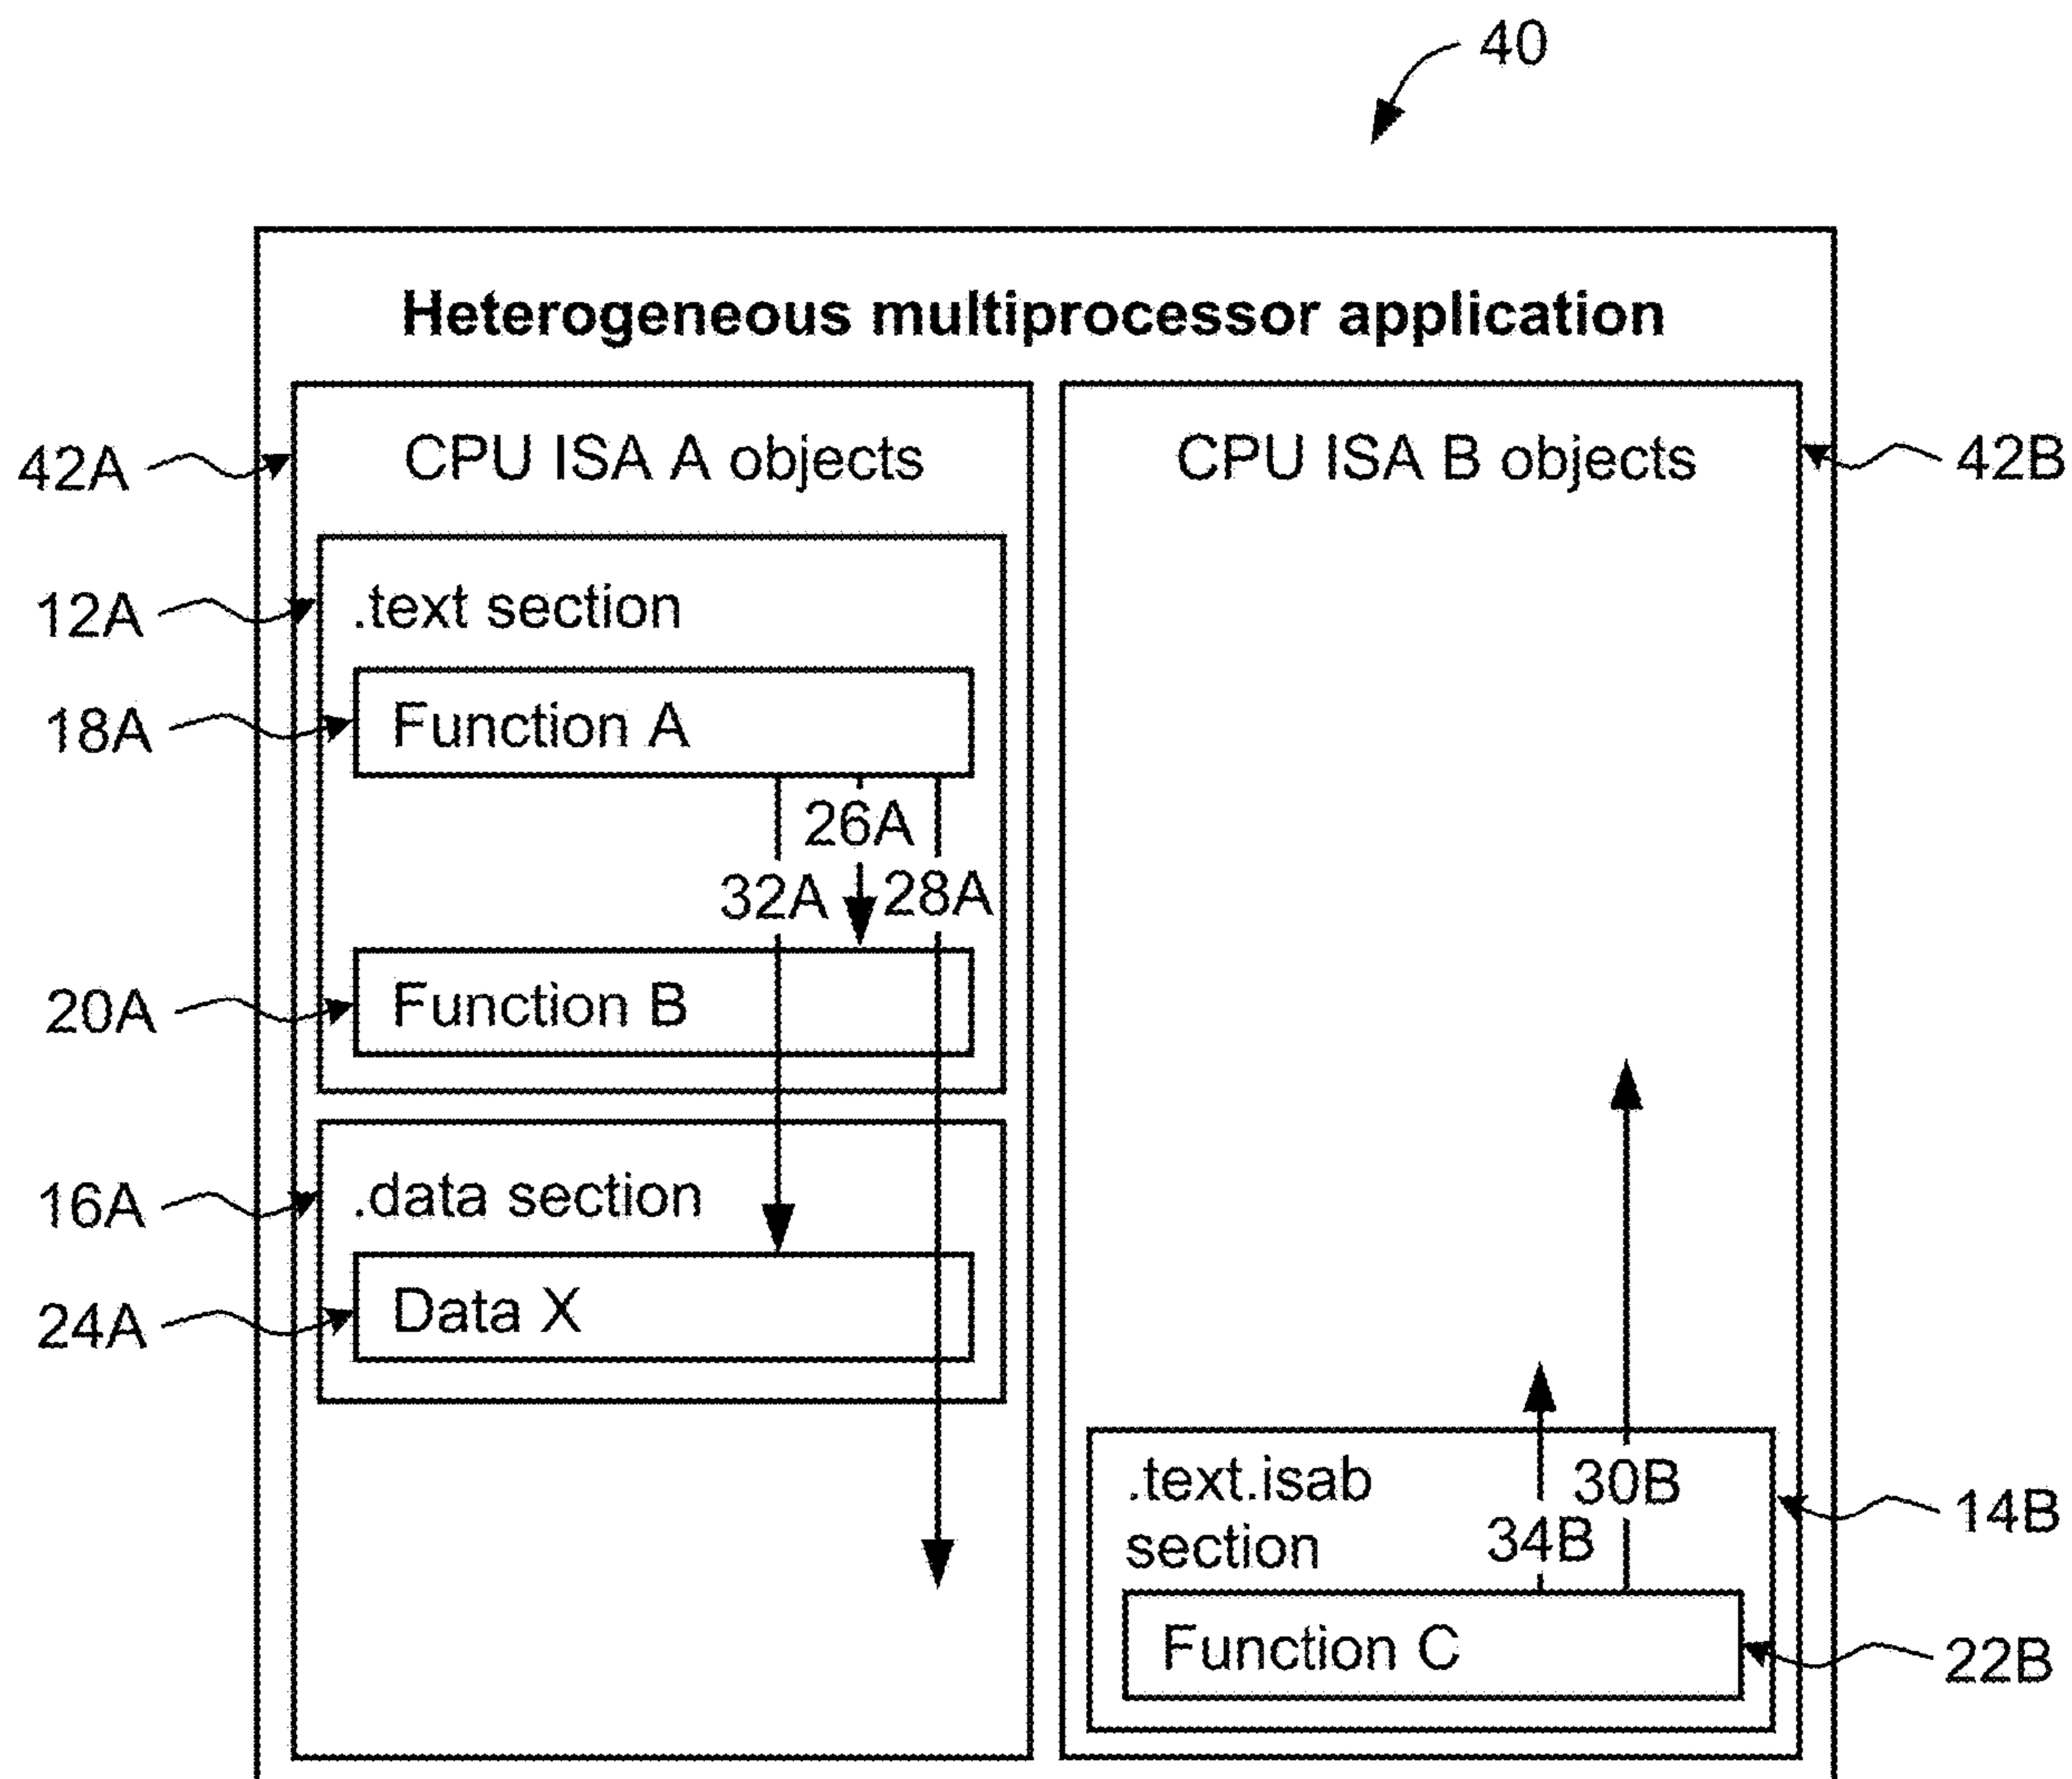 40
Heterogeneous multiprocessor application
42A
CPU ISA A objects
CPU ISA B objects
42B
12A
.text section
18A
Function A
26A
32A
28A
20A
Function B
16A
.data section
24A
Data X
.text.isab
section
30B
34B
14B
Function C
22B